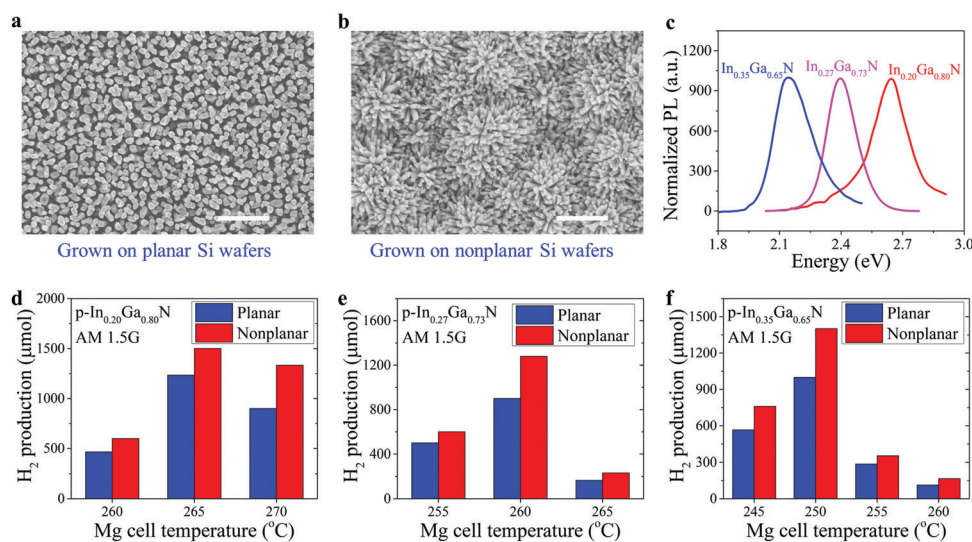 a
b
c
Grown on planar Si wafers
Grown on nonplanar Si wafers
Normalized PL (a.u.)
1200
900
600
300
0
In0.35Ga0.65N
In0.27Ga0.73N
In0.20Ga0.80N
1.8 2.1 2.4 2.7 3.0
Energy (eV)
d
H2 production (μmol)
2000
1500
1000
500
0
p-In0.20Ga0.80N
AM 1.5G
Planar
Nonplanar
260 265 270
Mg cell temperature (oC)
e
H2 production (μmol)
1600
1200
800
400
0
p-In0.27Ga0.73N
AM 1.5G
Planar
Nonplanar
255 260 265
Mg cell temperature (oC)
f
H2 production (μmol)
1500
1200
900
600
300
0
p-In0.35Ga0.65N
AM 1.5G
Planar
Nonplanar
245 250 255 260
Mg cell temperature (oC)